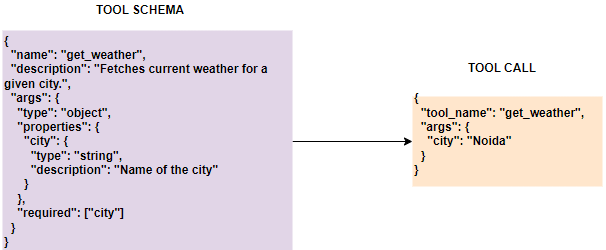 TOOL SCHEMA
{
"name": "get_weather",
"description": "Fetches current weather for a
given city.",
"args": {
"type": "object",
"properties": {
"city": {
"type": "string",
"description": "Name of the city"
}
},
"required": ["city"]
}
}
TOOL CALL
{
"tool_name": "get_weather",
"args": {
"city": "Noida"
}
}